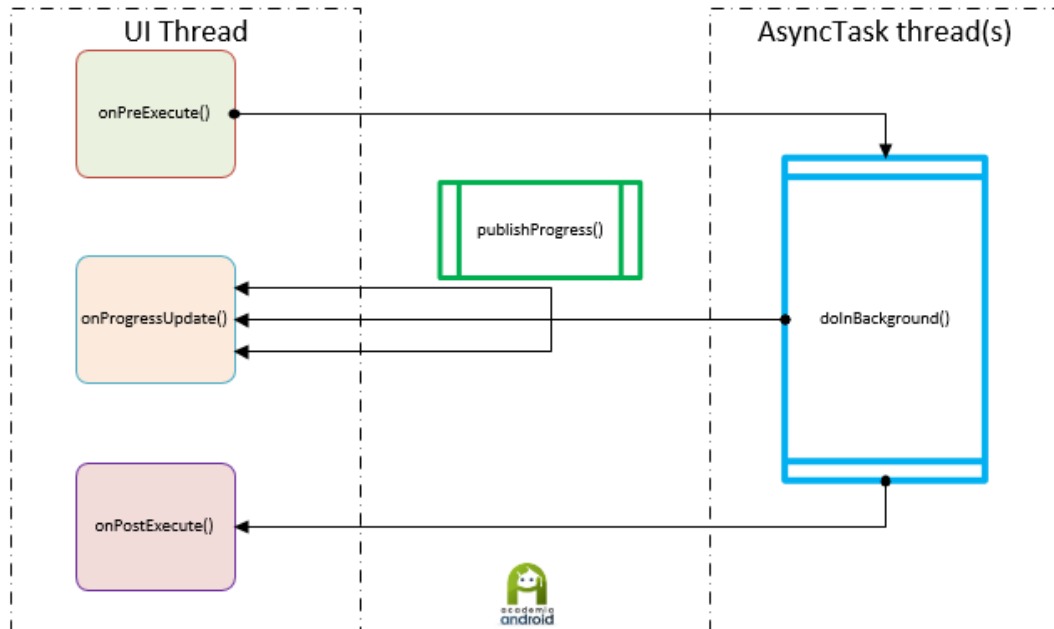 UI Thread
AsyncTask thread(s)
onPreExecute()
publishProgress()
onProgressUpdate()
doInBackground()
onPostExecute()
academia
android